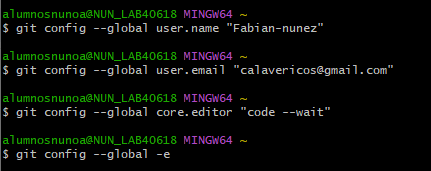 alumnosnunoa@NUN_LAB40618 MINGW64 ~
$ git config --global user.name "Fabian-nunez"
alumnosnunoa@NUN_LAB40618 MINGW64 ~
$ git config --global user.email "calavericos@gmail.com"
alumnosnunoa@NUN_LAB40618 MINGW64 ~
$ git config --global core.editor "code --wait"
alumnosnunoa@NUN_LAB40618 MINGW64 ~
$ git config --global -e